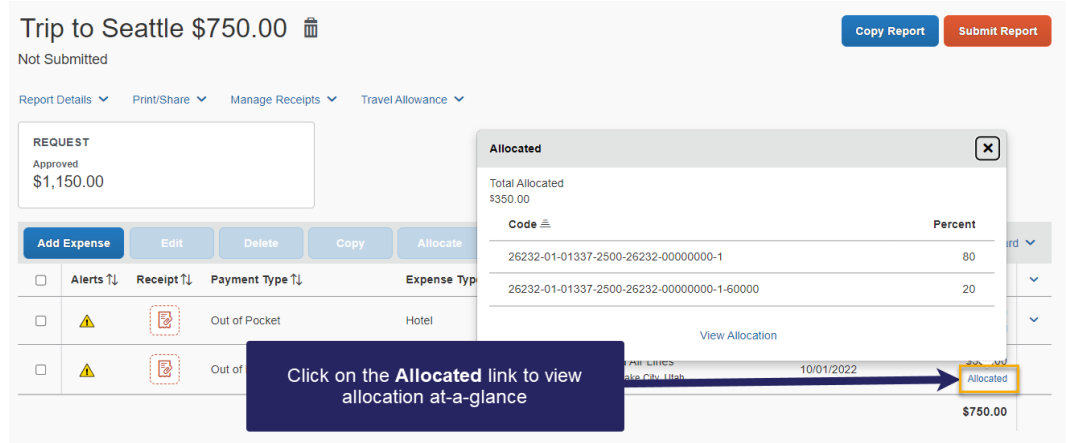 Trip to Seattle $750.00
Copy Report
Submit Report
Not Submitted
Report Details
Print/Share
Manage Receipts
Travel Allowance
REQUEST
Approved
$1,150.00
Allocated
Total Allocated
$350.00
Code
Percent
26232-01-01337-2500-26232-00000000-1
80
26232-01-01337-2500-26232-00000000-1-60000
20
View Allocation
Add Expense
Edit
Delete
Copy
Allocate
Alerts
Receipt
Payment Type
Expense Typ
Out of Pocket
Hotel
Out of
10/01/2022
Allocated
Click on the Allocated link to view
allocation at-a-glance
$750.00